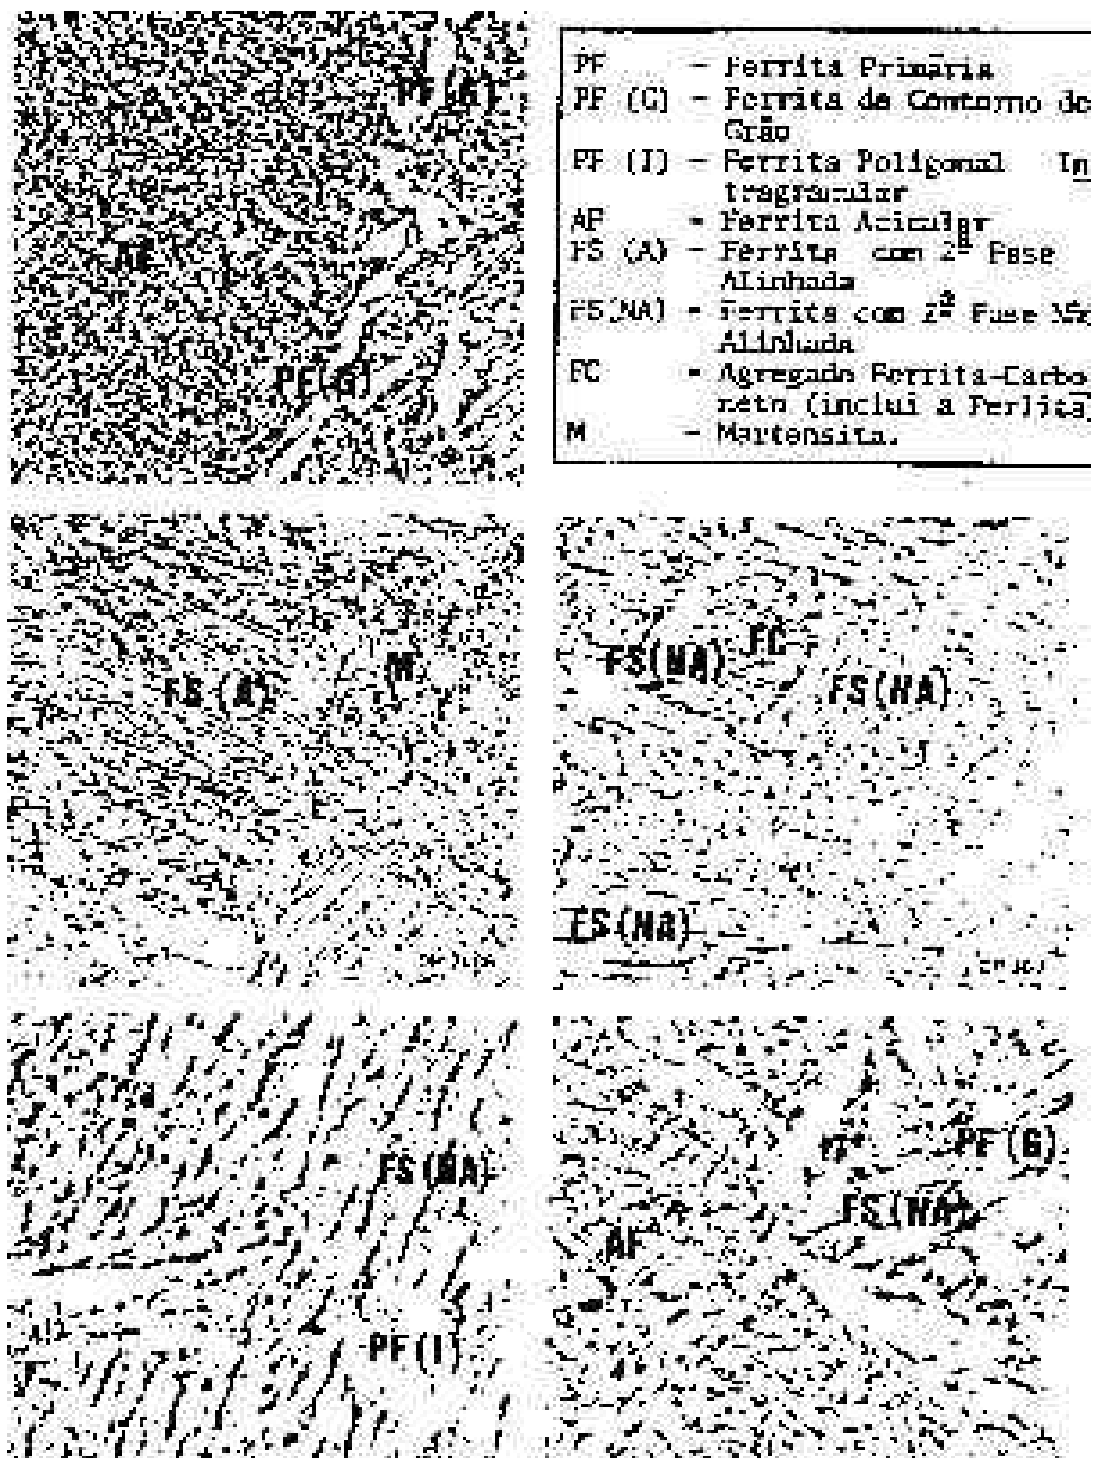 PF(G)
AF
PF(G)
PF - Ferrita Primária
PF (G) - Ferrita de Contorno de
Grão
PF (I) - Ferrita Poligonal In
tragranular
AF - Ferrita Acicular
FS (A) - Ferrita com 2ª Fase
Alinhada
FS(NA) - Ferrita com 2ª Fase Não
Alinhada
FC - Agregado Ferrita-Carbo
neto (inclui a Perlita)
M - Martensita.
FS (A)
M
FS(NA) FC
FS(NA)
FS(NA)
FS(NA)
PF(I)
PF(G)
FS(NA)
AF